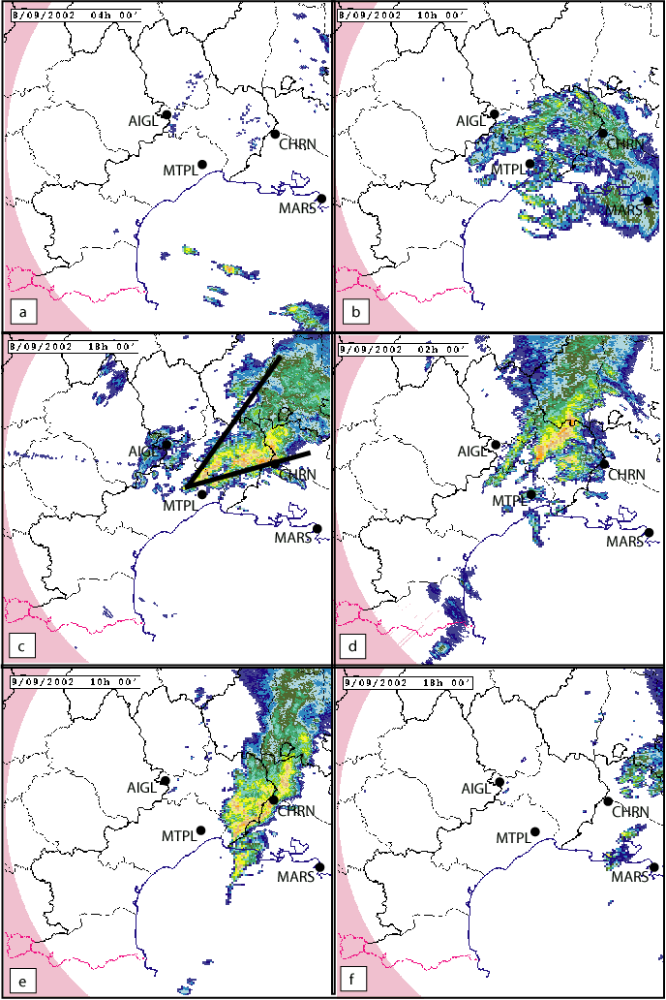 8/09/2002 04h 00'
AIGL
CHRN
MTPL
MARS
a
8/09/2002 10h 00'
AIGL
CHRN
MTPL
MARS
b
8/09/2002 18h 00'
AIGL
CHRN
MTPL
MARS
c
9/09/2002 02h 00'
AIGL
CHRN
MTPL
MARS
d
9/09/2002 10h 00'
AIGL
CHRN
MTPL
MARS
e
9/09/2002 18h 00'
AIGL
CHRN
MTPL
MARS
f